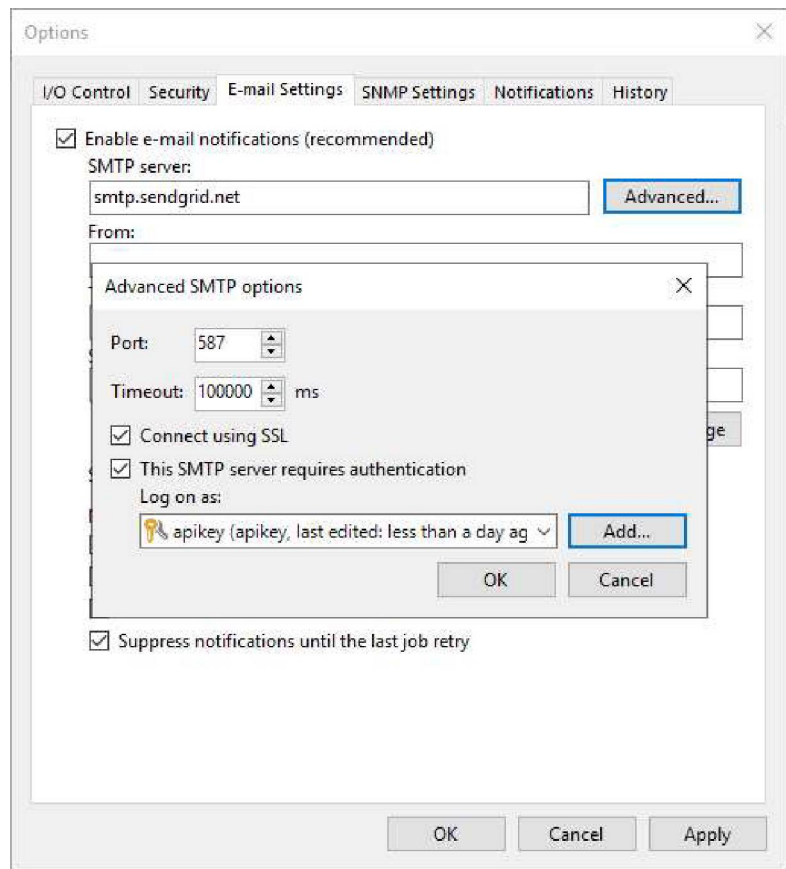 Options
I/O Control Security E-mail Settings SNMP Settings Notifications History
Enable e-mail notifications (recommended)
SMTP server:
smtp.sendgrid.net Advanced...
From:
Advanced SMTP options
Port: 587
Timeout: 100000 ms
ge
Connect using SSL
This SMTP server requires authentication
Log on as:
apikey (apikey, last edited: less than a day ag Add...
OK Cancel
Suppress notifications until the last job retry
OK Cancel Apply